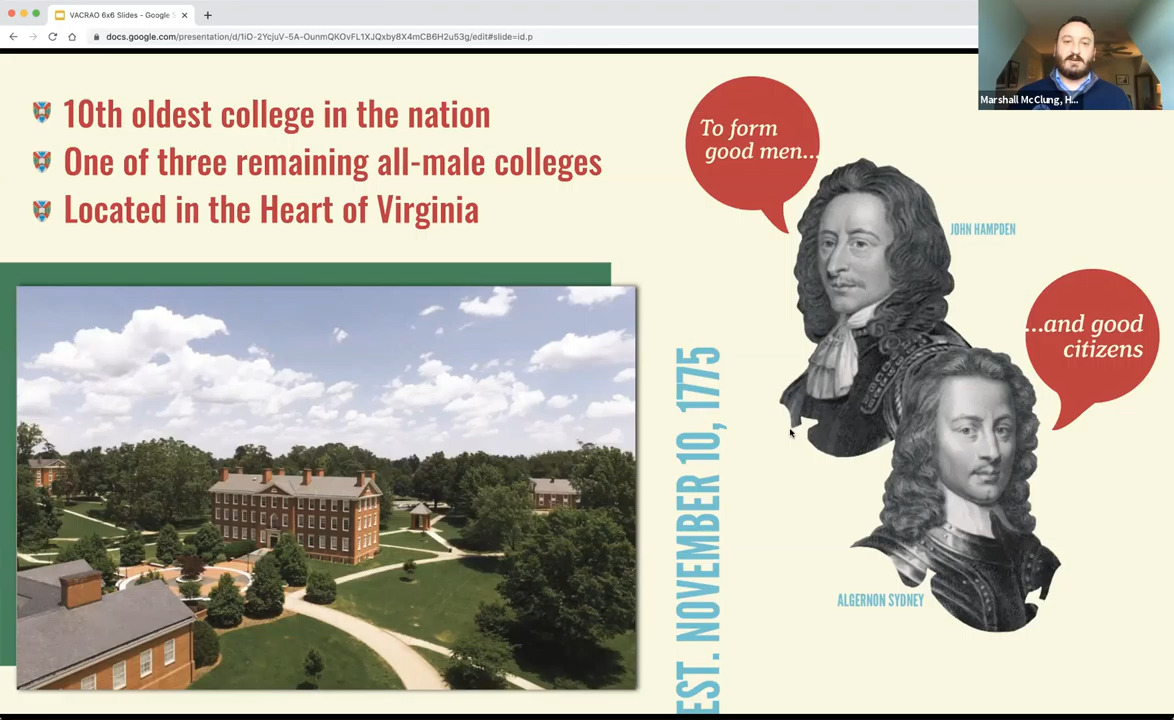 VACRAO 6x6 Slides - Google S
docs.google.com/presentation/d/1iO-2YcjuV-5A-OunmQKOvFL1XJQxby8X4mCB6H2u53g/edit#slide=id.p
Marshall McClung, H...
10th oldest college in the nation
One of three remaining all-male colleges
Located in the Heart of Virginia
To form
good men...
JOHN HAMPDEN
...and good
citizens
EST. NOVEMBER 10, 1775
ALGERNON SYDNEY